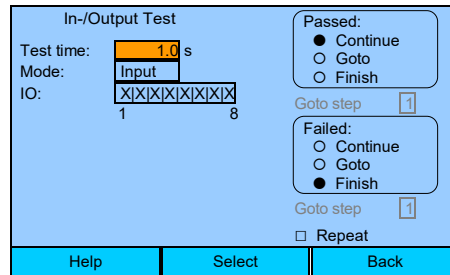 In-/Output Test
Test time: 1.0 s
Mode: Input
IO: X|X|X|X|X|X|X|X
1 8
Passed:
Continue
Goto
Finish
Goto step 1
Failed:
Continue
Goto
Finish
Goto step 1
Repeat
Help Select Back